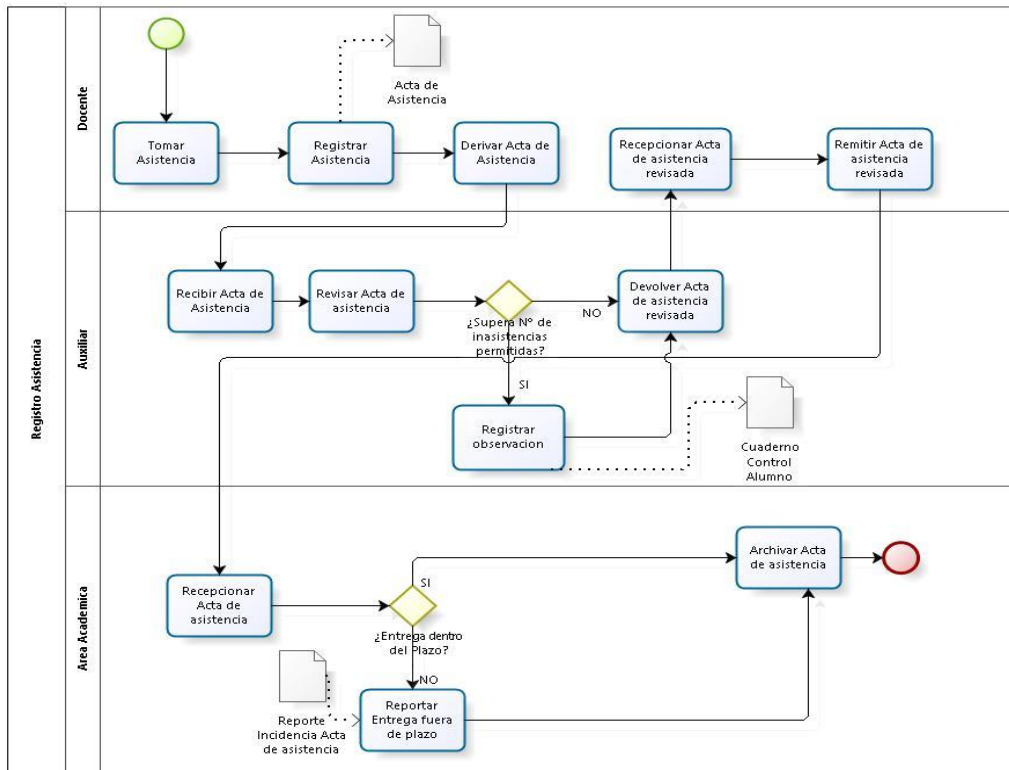 Registro Asistencia
Docente
Acta de
Asistencia
Tomar
Asistencia
Registrar
Asistencia
Derivar Acta de
Asistencia
Recepcionar Acta
de asistencia
revisada
Remitir Acta de
asistencia
revisada
Auxiliar
Recibir Acta de
Asistencia
Revisar Acta de
asistencia
¿Supera Nº de
inasistencias
permitidas?
NO
SI
Devolver Acta
de asistencia
revisada
Registrar
observacion
Cuaderno
Control
Alumno
Area Academica
Recepcionar
Acta de
asistencia
SI
¿Entrega dentro
del Plazo?
NO
Archivar Acta
de asistencia
Reporte
Incidencia Acta
de asistencia
Reportar
Entrega fuera
de plazo